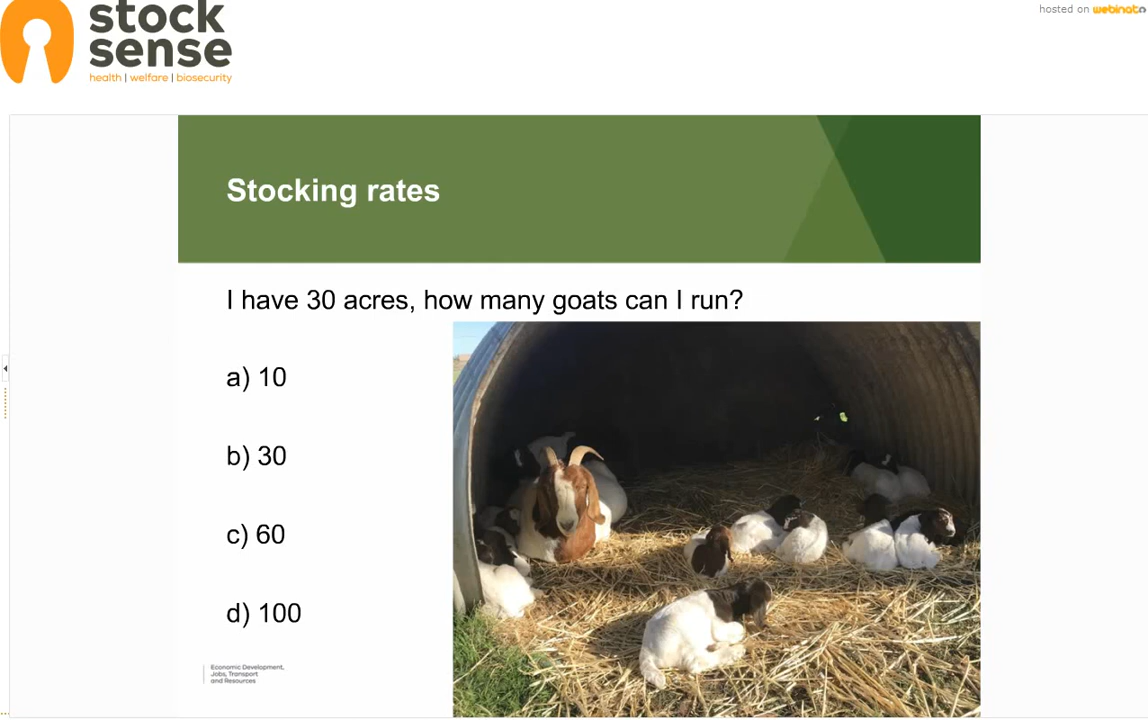 stock
sense
health | welfare | biosecurity
hosted on webinato
Stocking rates
I have 30 acres, how many goats can I run?
a) 10
b) 30
c) 60
d) 100
Economic Development,
Jobs, Transport
and Resources